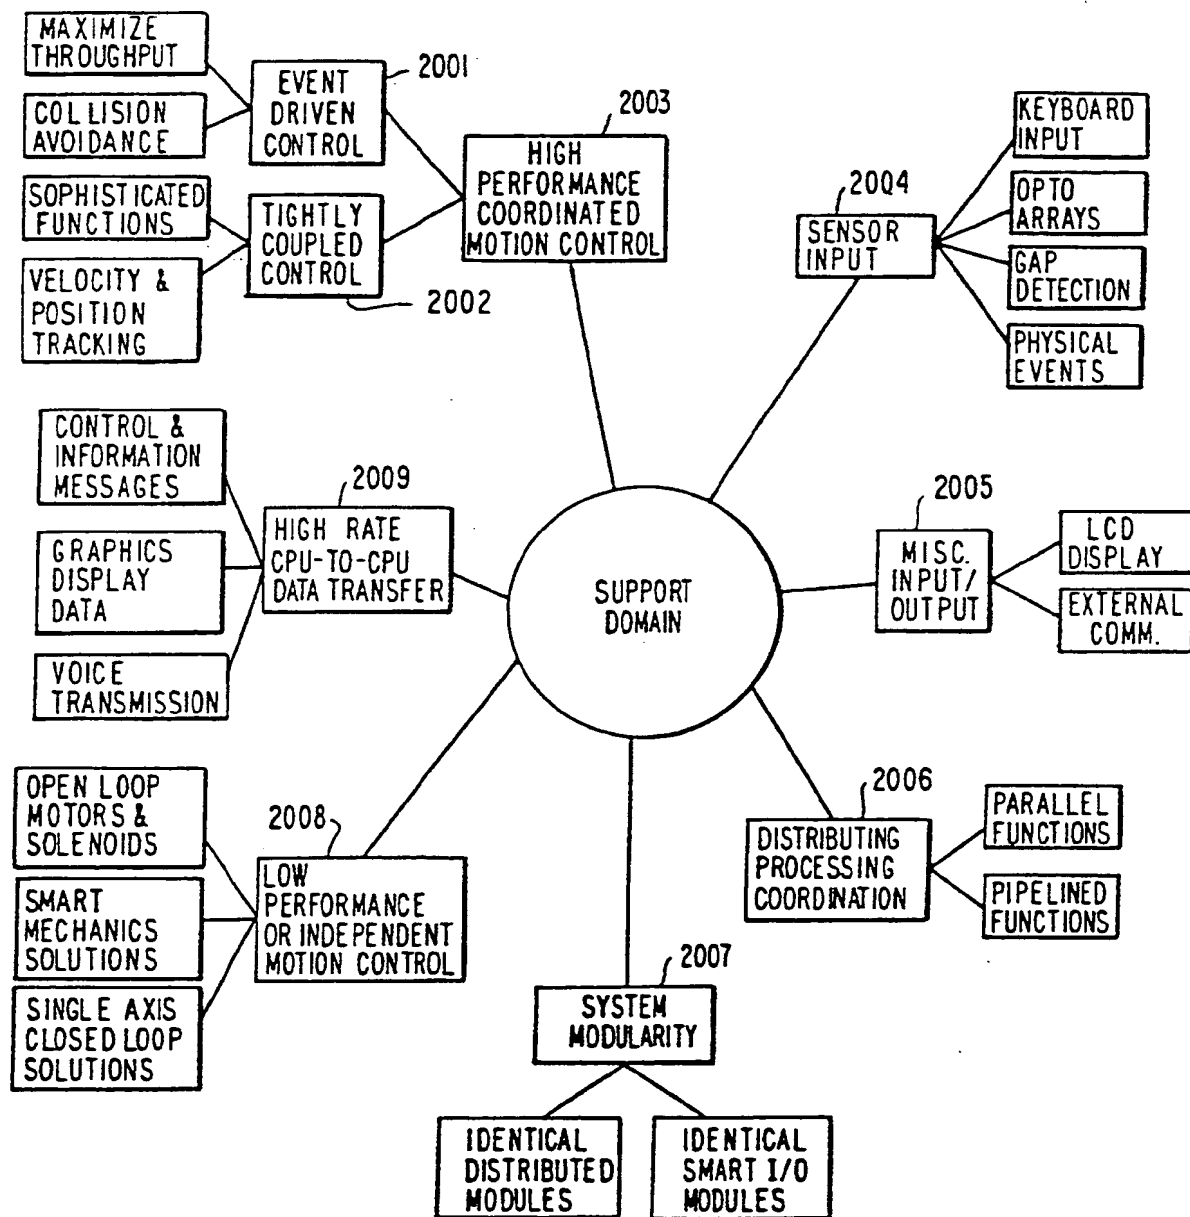 MAXIMIZE
THROUGHPUT
COLLISION
AVOIDANCE
EVENT
DRIVEN
CONTROL
2001
SOPHISTICATED
FUNCTIONS
VELOCITY &
POSITION
TRACKING
TIGHTLY
COUPLED
CONTROL
2002
2003
HIGH
PERFORMANCE
COORDINATED
MOTION CONTROL
2004
SENSOR
INPUT
KEYBOARD
INPUT
OPTO
ARRAYS
GAP
DETECTION
PHYSICAL
EVENTS
CONTROL &
INFORMATION
MESSAGES
GRAPHICS
DISPLAY
DATA
VOICE
TRANSMISSION
2009
HIGH RATE
CPU-TO-CPU
DATA TRANSFER
SUPPORT
DOMAIN
2005
MISC.
INPUT/
OUTPUT
LCD
DISPLAY
EXTERNAL
COMM.
OPEN LOOP
MOTORS &
SOLENOIDS
SMART
MECHANICS
SOLUTIONS
SINGLE AXIS
CLOSED LOOP
SOLUTIONS
2008
LOW
PERFORMANCE
OR INDEPENDENT
MOTION CONTROL
2006
DISTRIBUTING
PROCESSING
COORDINATION
PARALLEL
FUNCTIONS
PIPELINED
FUNCTIONS
2007
SYSTEM
MODULARITY
IDENTICAL
DISTRIBUTED
MODULES
IDENTICAL
SMART I/O
MODULES